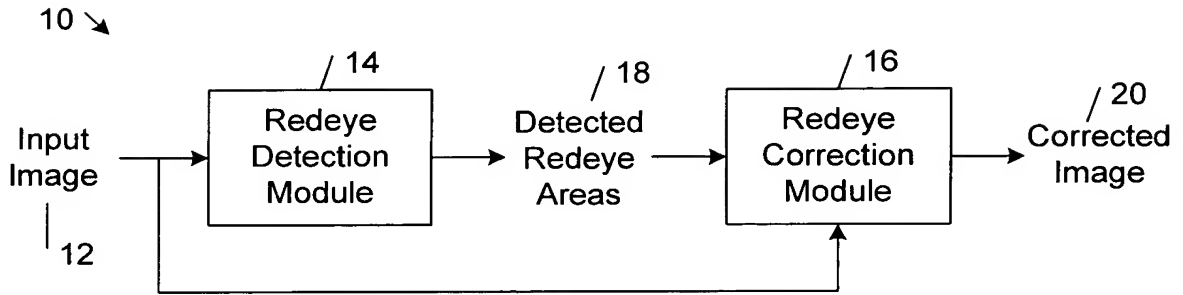 10
14
18
16
20
Input
Image
12
Redeye
Detection
Module
Detected
Redeye
Areas
Redeye
Correction
Module
Corrected
Image